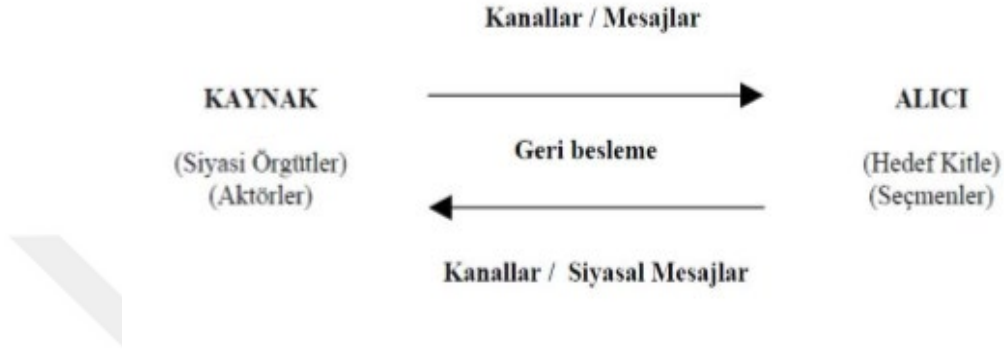 Kanallar / Mesajlar
KAYNAK
ALICI
Geri besleme
(Siyasi Örgütler)
(Aktörler)
(Hedef Kitle)
(Seçmenler)
Kanallar / Siyasal Mesajlar